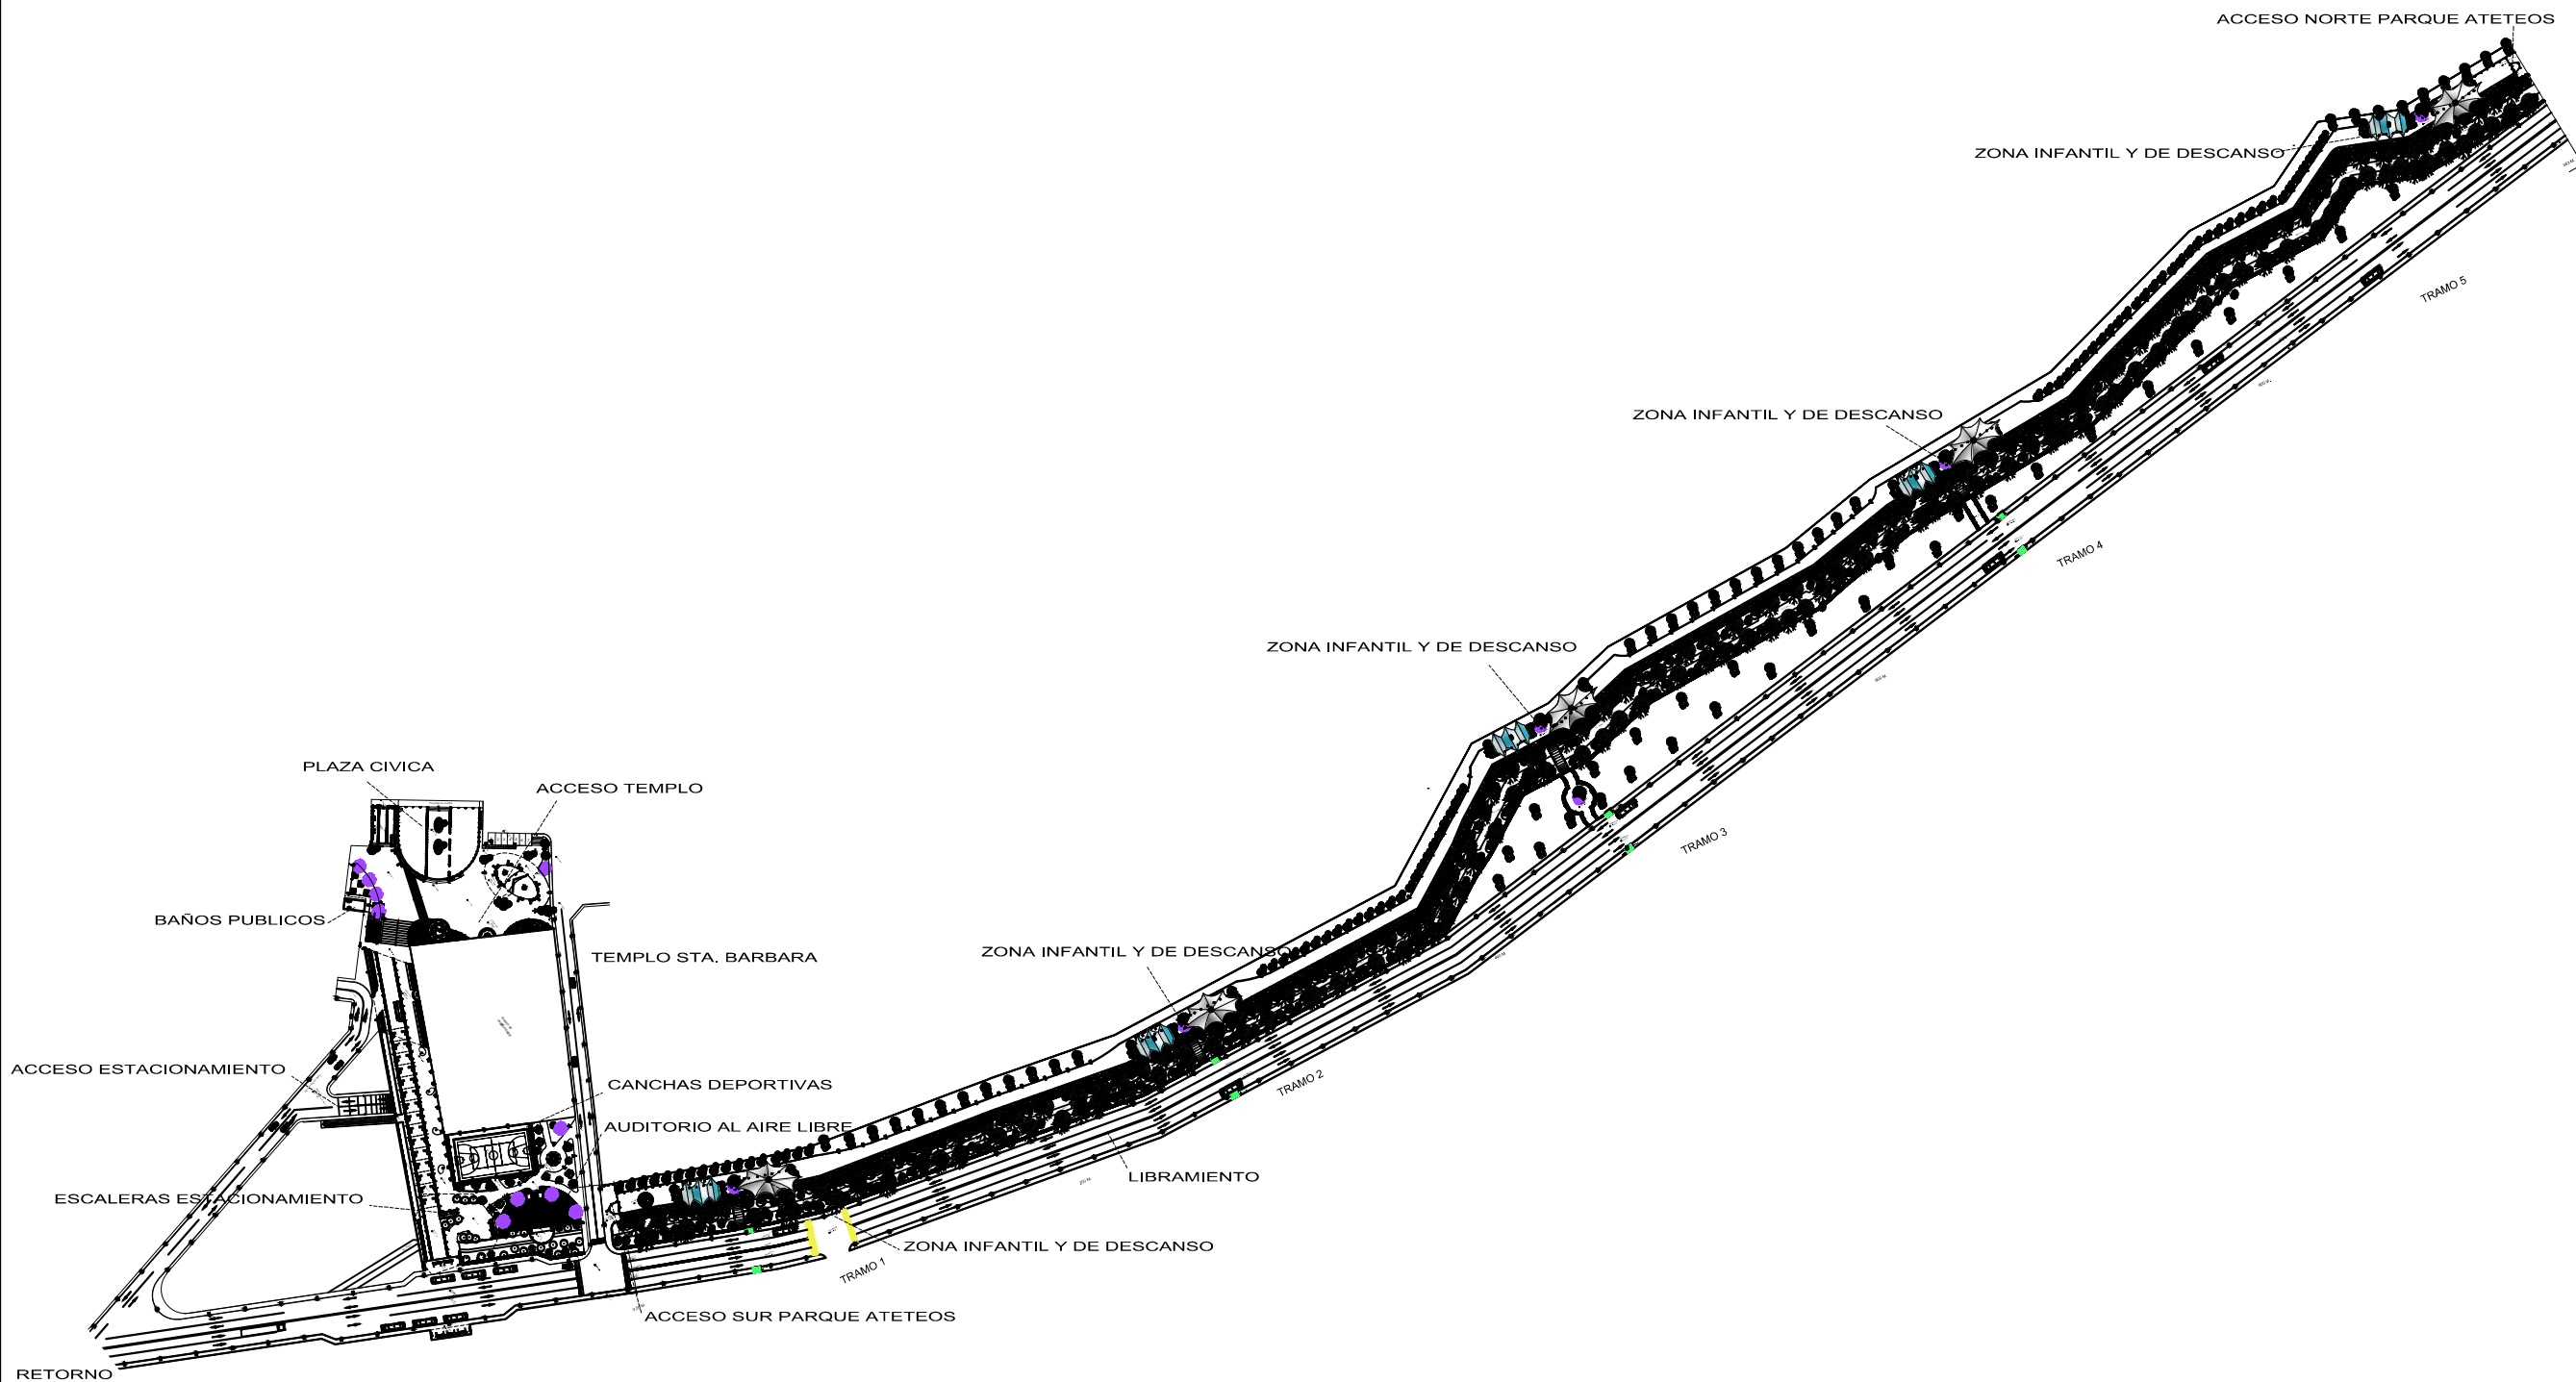 ACCESO NORTE PARQUE ATETEOS
ZONA INFANTIL Y DE DESCANSO
TRAMO 5
ZONA INFANTIL Y DE DESCANSO
TRAMO 4
ZONA INFANTIL Y DE DESCANSO
TRAMO 3
PLAZA CIVICA
ACCESO TEMPLO
BAÑOS PUBLICOS
TEMPLO STA. BARBARA
ZONA INFANTIL Y DE DESCANSO
ACCESO ESTACIONAMIENTO
CANCHAS DEPORTIVAS
TRAMO 2
AUDITORIO AL AIRE LIBRE
LIBRAMIENTO
ESCALERAS ESTACIONAMIENTO
ZONA INFANTIL Y DE DESCANSO
TRAMO 1
ACCESO SUR PARQUE ATETEOS
RETORNO